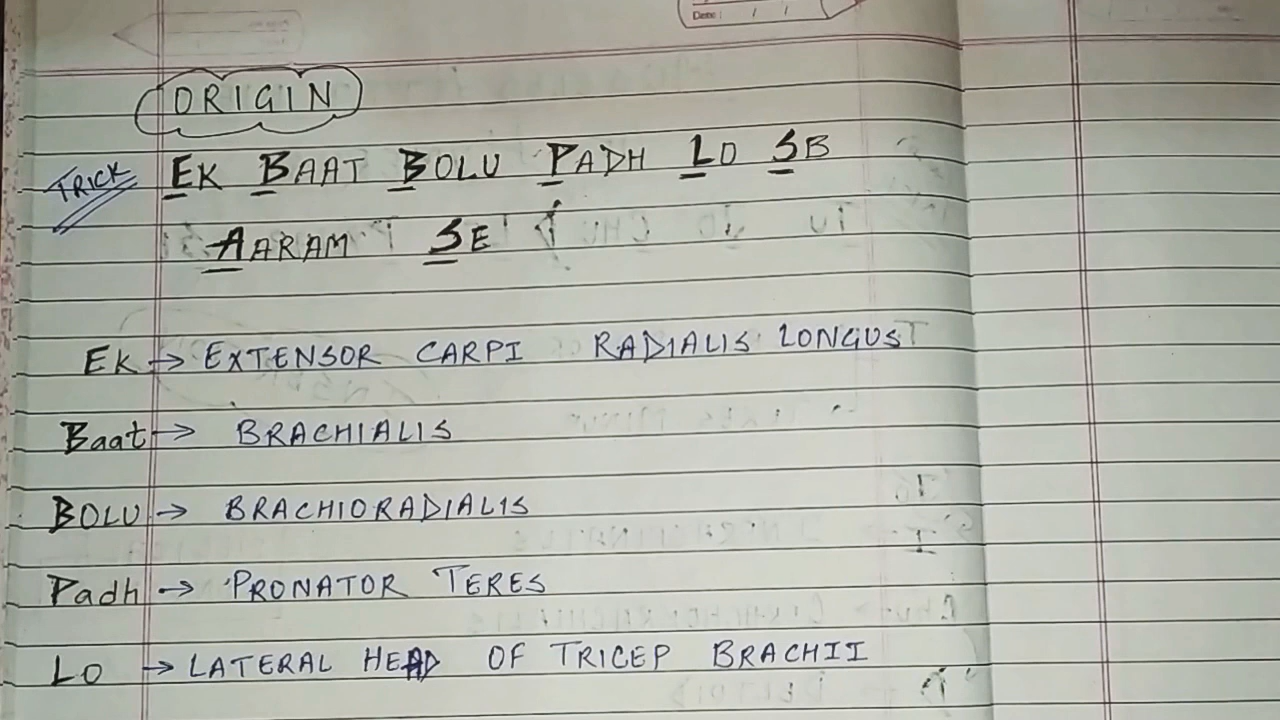 Date: / /
ORIGIN
TRICK EK BAAT BOLU PADH LO SB
AARAM SE
EK → EXTENSOR CARPI RADIALIS LONGUS
Baat → BRACHIALIS
BOLU → BRACHIORADIALIS
Padh → PRONATOR TERES
LO → LATERAL HEAD OF TRICEP BRACHII